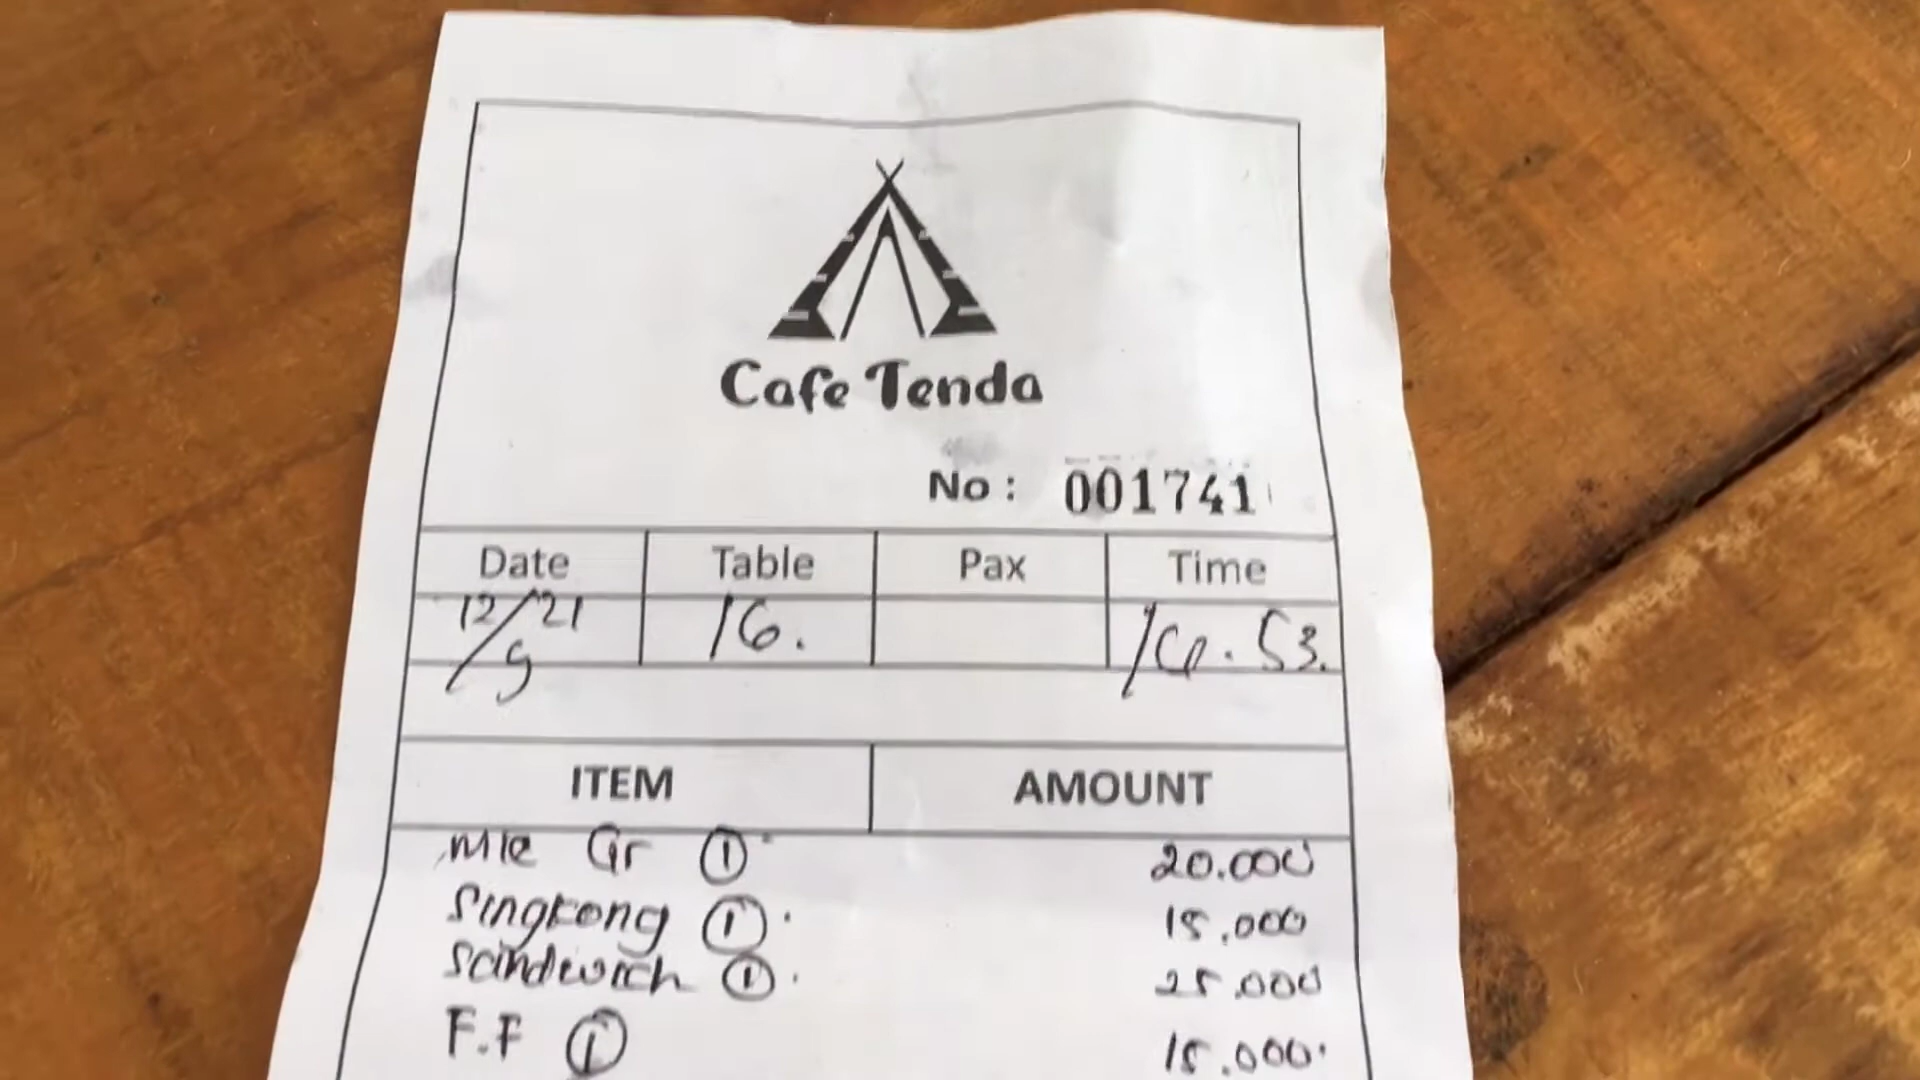 Cafe Tenda
No : 001741
Date Table Pax Time
12/9 21 16. 16.53.
ITEM AMOUNT
Mie Gr 1 20.000
Singkong 1 15.000
Sandwich 1 25.000
F.F 1 15.000